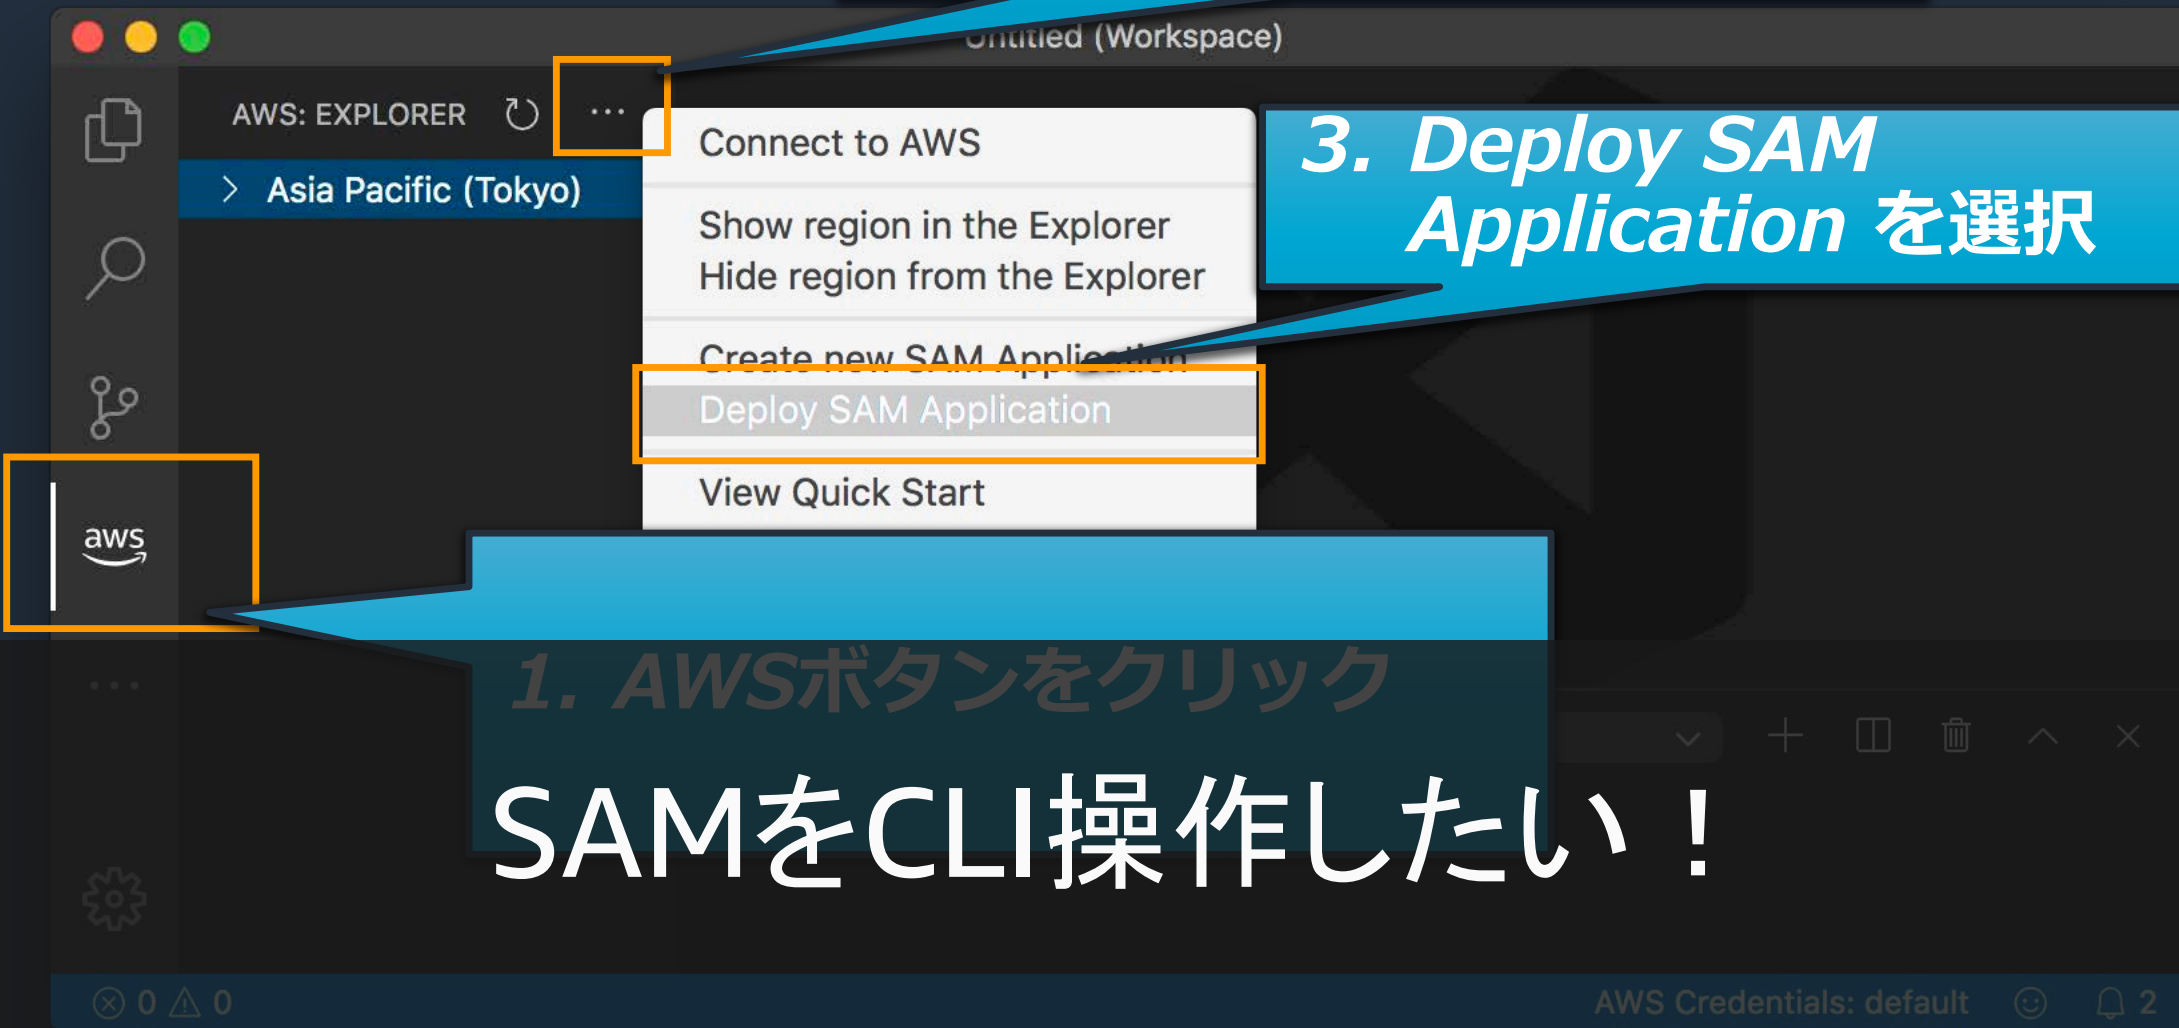 Untitled (Workspace)
AWS: EXPLORER
Asia Pacific (Tokyo)
Connect to AWS
Show region in the Explorer
Hide region from the Explorer
Create new SAM Application
Deploy SAM Application
View Quick Start
3. Deploy SAM
Application を選択
aws
1. AWSボタンをクリック
SAMをCLI操作したい！
0 0
AWS Credentials: default
2